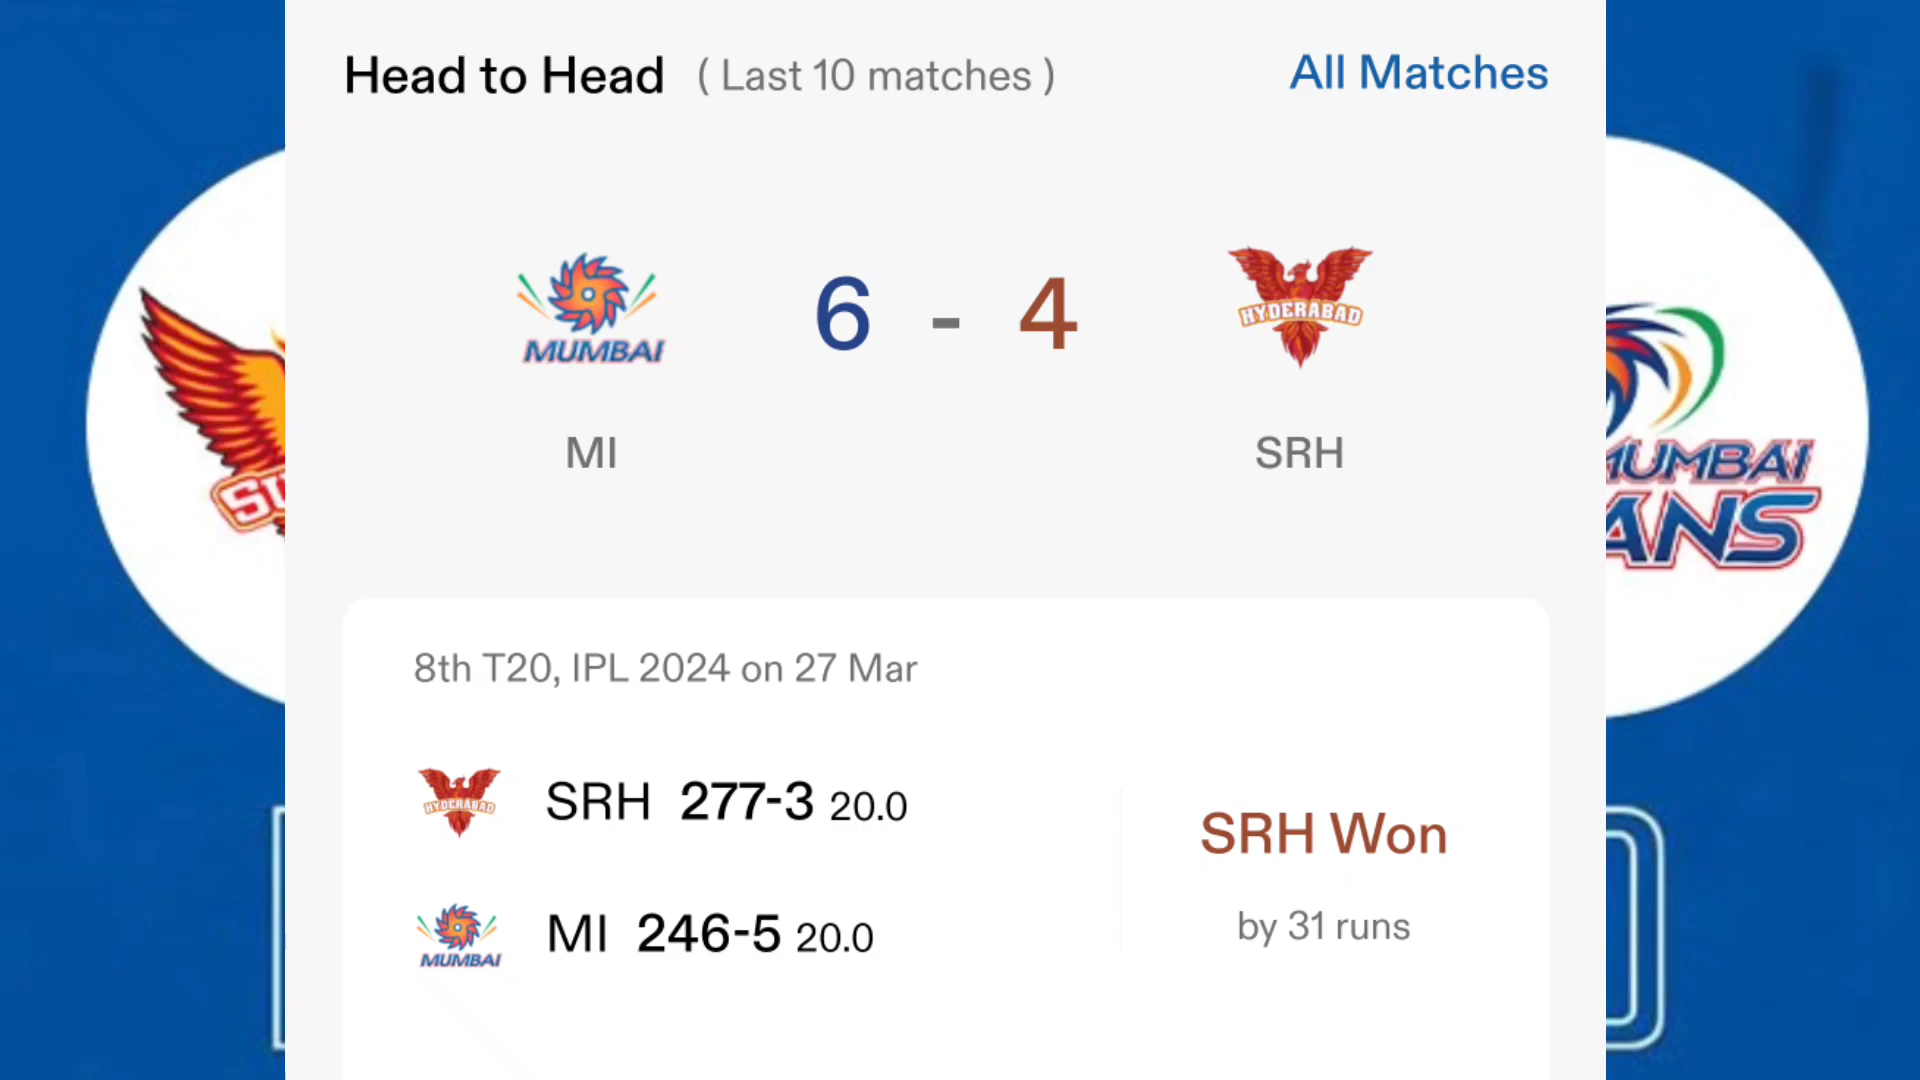 Head to Head ( Last 10 matches ) All Matches
MUMBAI
6 - 4
HYDERABAD
MI
SRH
MUMBAI
ANS
8th T20, IPL 2024 on 27 Mar
HYDERABAD
SRH 277-3 20.0
SRH Won
MUMBAI
MI 246-5 20.0
by 31 runs